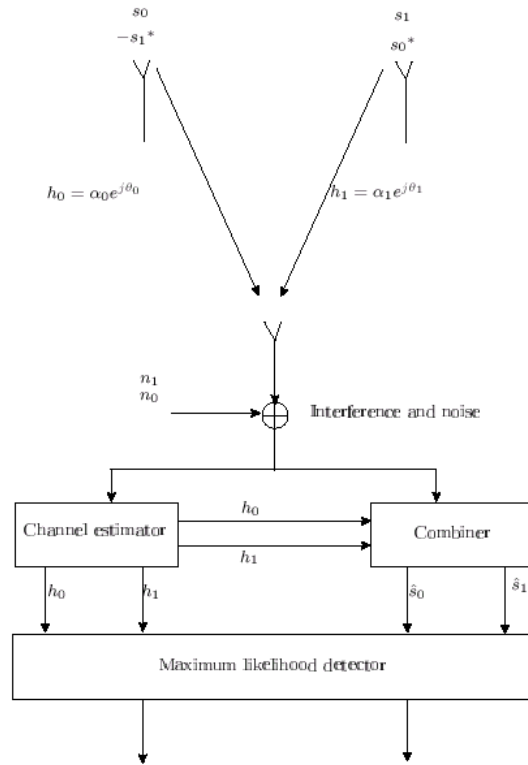 s₀ s₁
−s₁* s₀*
h₀ = α₀e^{jθ₀} h₁ = α₁e^{jθ₁}
n₁
n₀ Interference and noise
h₀
Channel estimator Combiner
h₁
h₀ h₁ ŝ₀ ŝ₁
Maximum likelihood detector